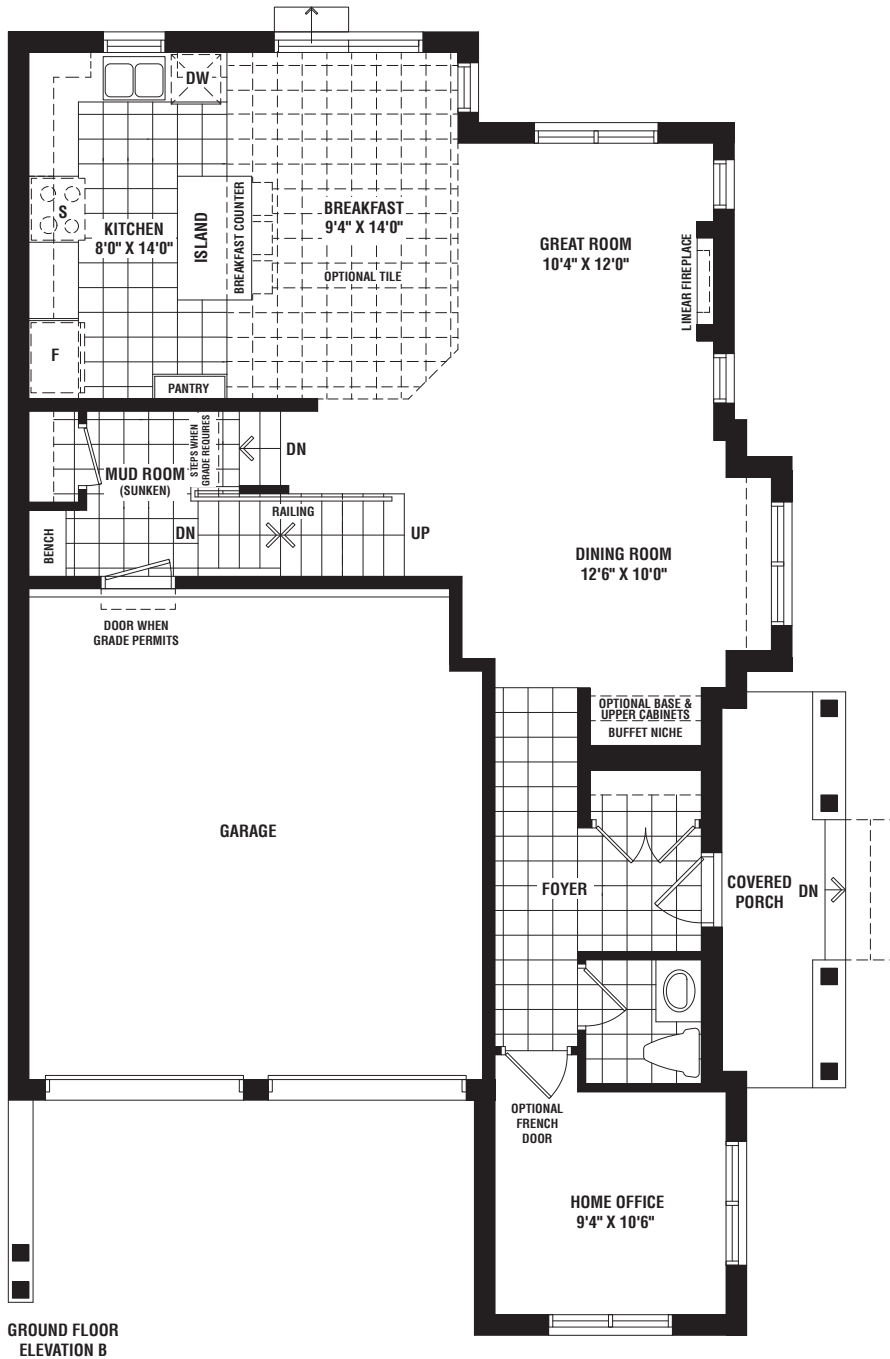 DW
S
KITCHEN
8'0" X 14'0"
ISLAND
BREAKFAST COUNTER
BREAKFAST
9'4" X 14'0"
OPTIONAL TILE
GREAT ROOM
10'4" X 12'0"
LINEAR FIREPLACE
F
PANTRY
STEPS WHEN
GRADE REQUIRES
DN
MUD ROOM
(SUNKEN)
BENCH
DN
RAILING
UP
DINING ROOM
12'6" X 10'0"
DOOR WHEN
GRADE PERMITS
OPTIONAL BASE &
UPPER CABINETS
BUFFET NICHE
GARAGE
FOYER
COVERED
PORCH
DN
OPTIONAL
FRENCH
DOOR
HOME OFFICE
9'4" X 10'6"
GROUND FLOOR
ELEVATION B